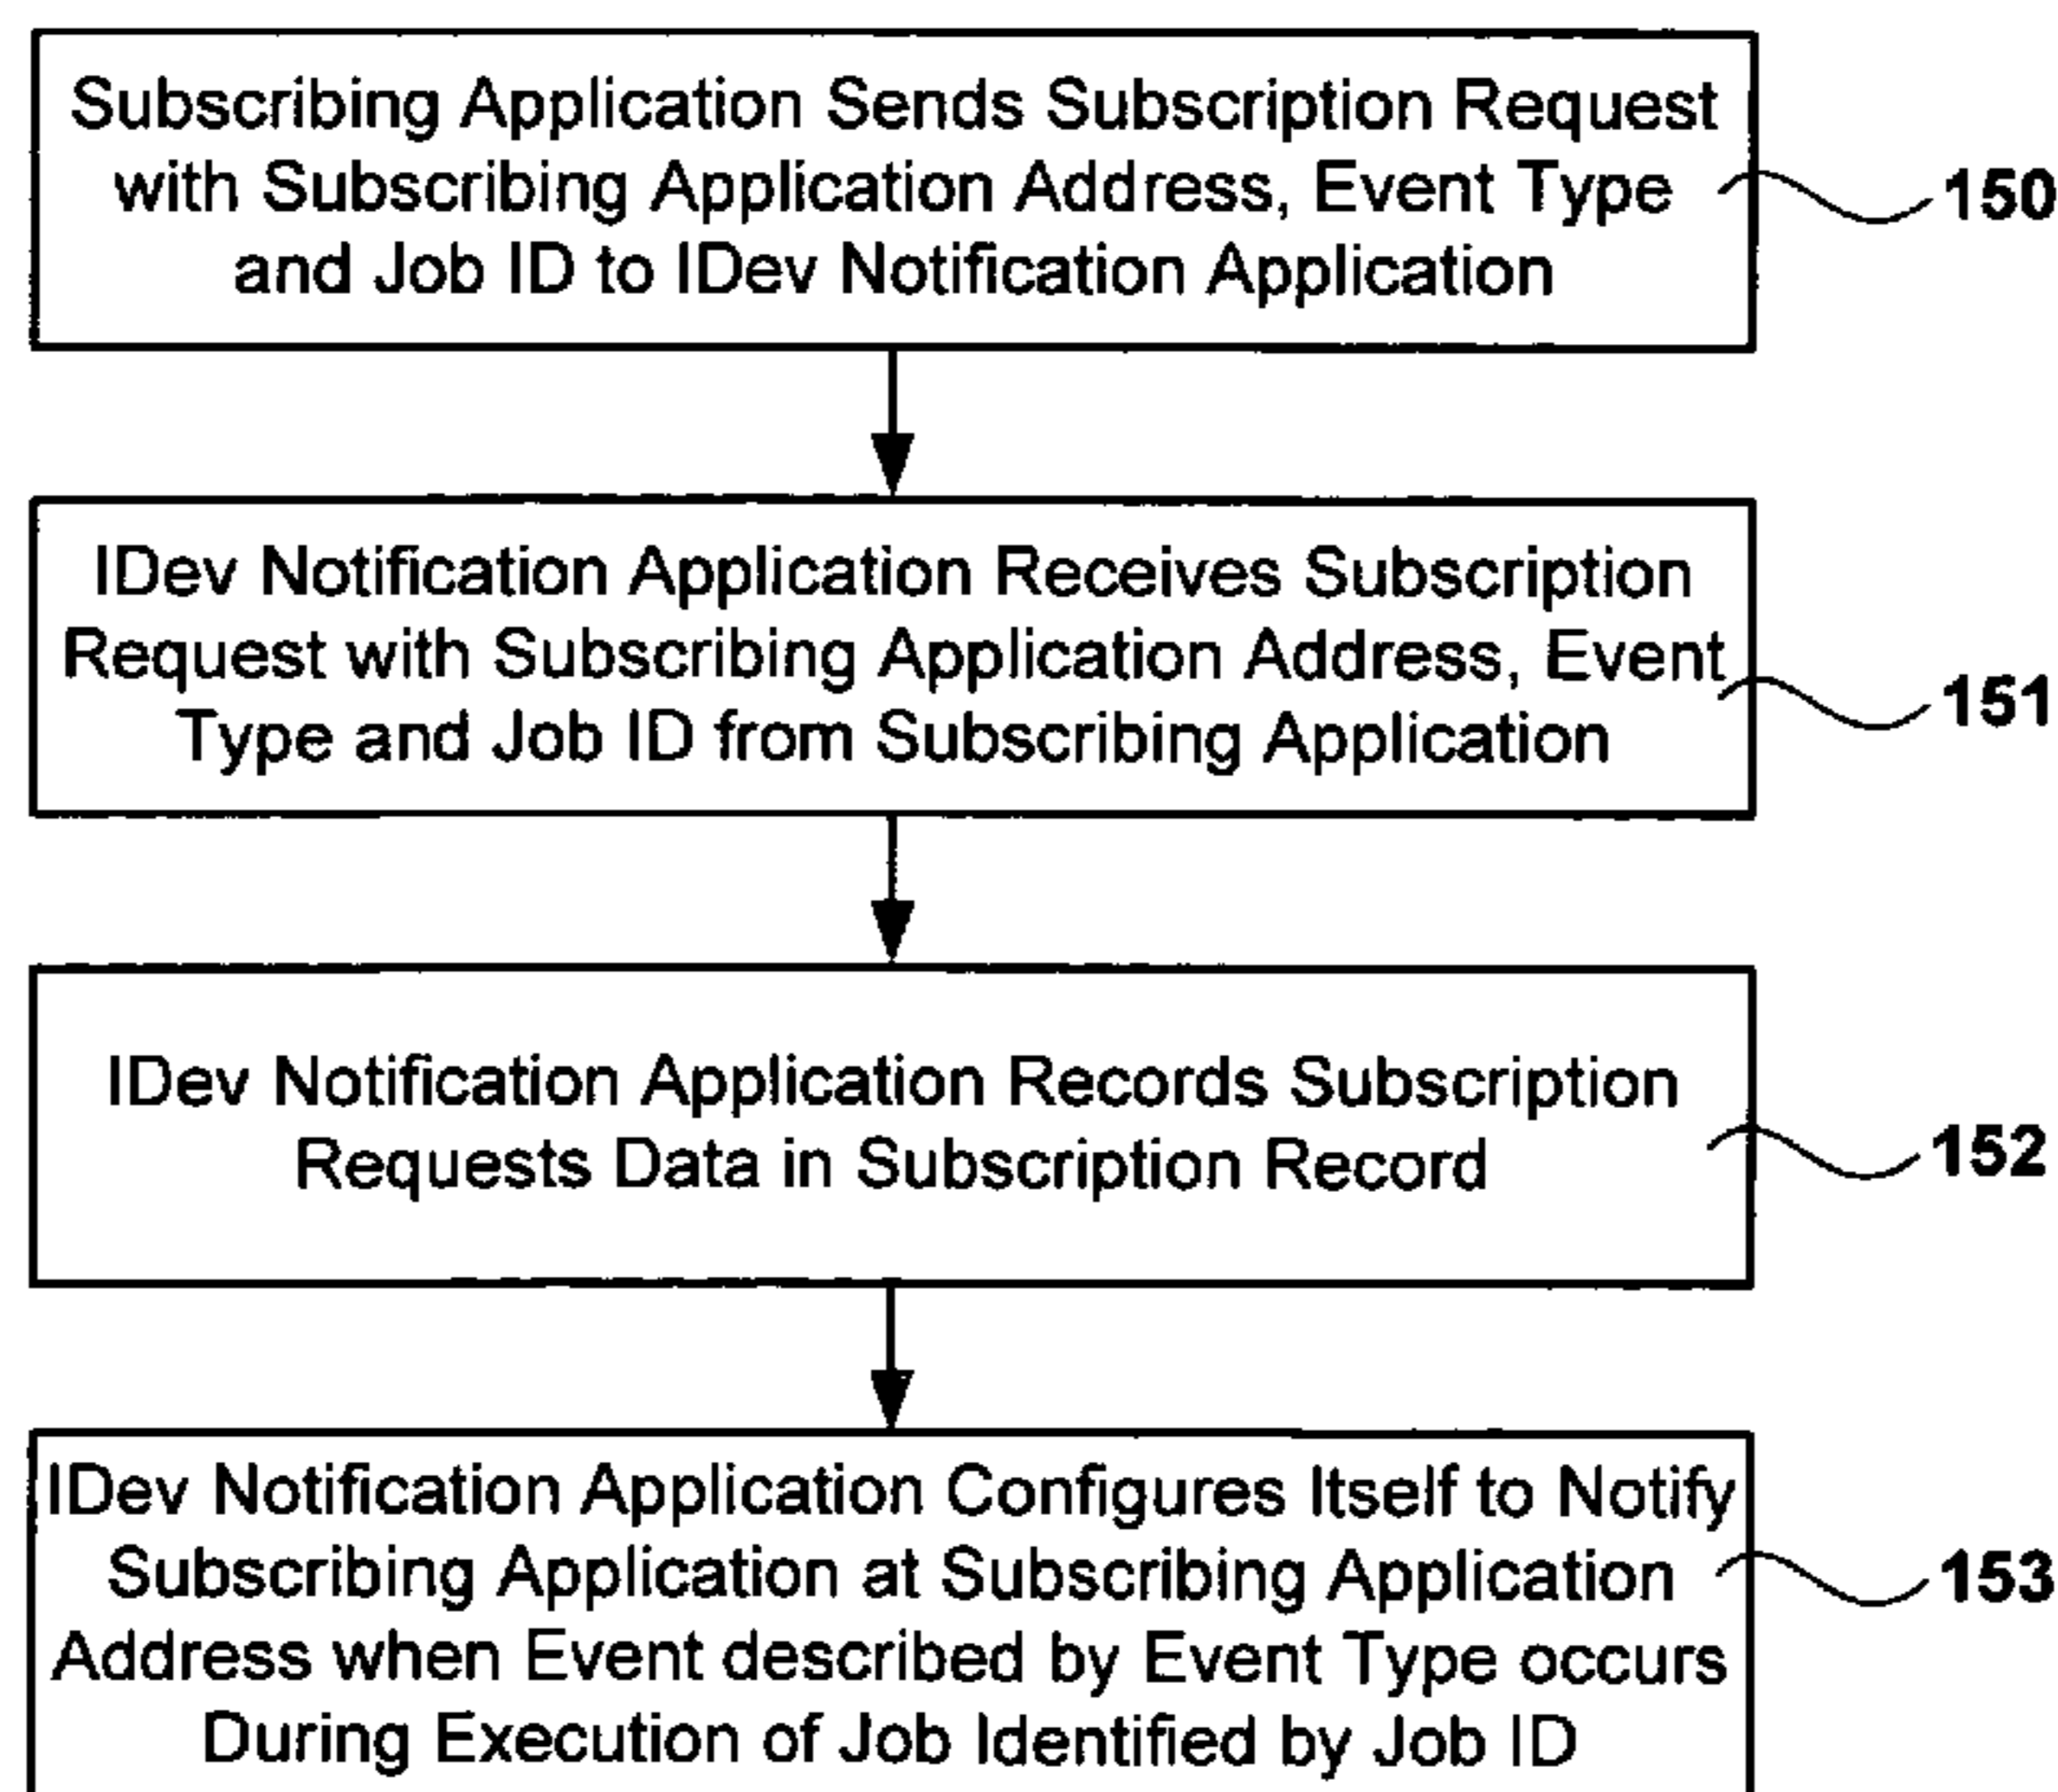 Subscribing Application Sends Subscription Request
with Subscribing Application Address, Event Type
and Job ID to IDev Notification Application
150
IDev Notification Application Receives Subscription
Request with Subscribing Application Address, Event
Type and Job ID from Subscribing Application
151
IDev Notification Application Records Subscription
Requests Data in Subscription Record
152
IDev Notification Application Configures Itself to Notify
Subscribing Application at Subscribing Application
Address when Event described by Event Type occurs
During Execution of Job Identified by Job ID
153